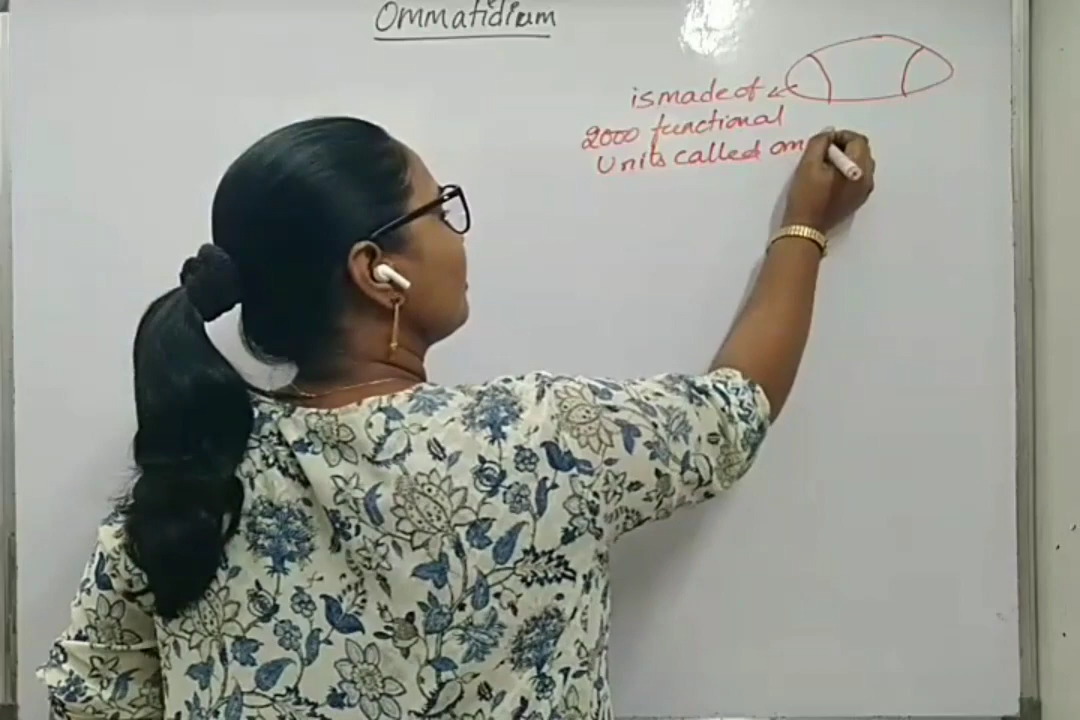 Ommatidium
is made of
2000 functional
Units called om